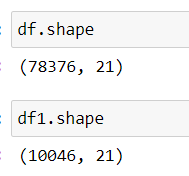 df.shape
(78376, 21)
df1.shape
(10046, 21)